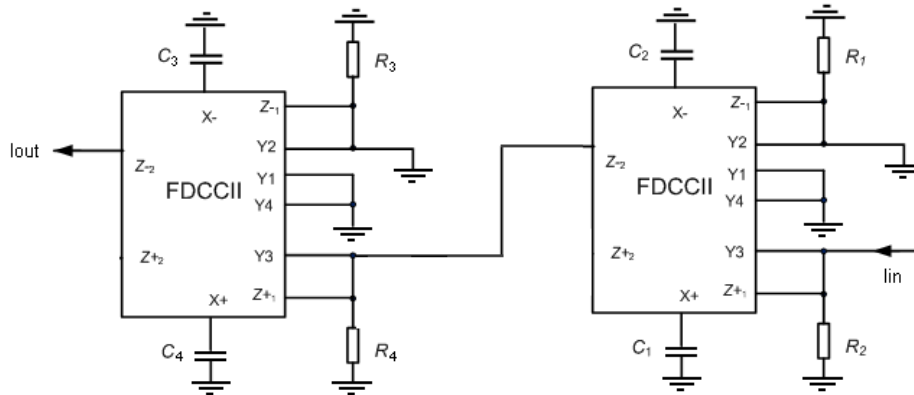 C3
R3
Z-1
X-
Y2
Iout
Z-2
Y1
FDCCII
Y4
Z+2
Y3
X+
Z+1
C4
R4
C2
R1
Z-1
X-
Y2
Z-2
Y1
FDCCII
Y4
Z+2
Y3
Iin
X+
Z+1
C1
R2